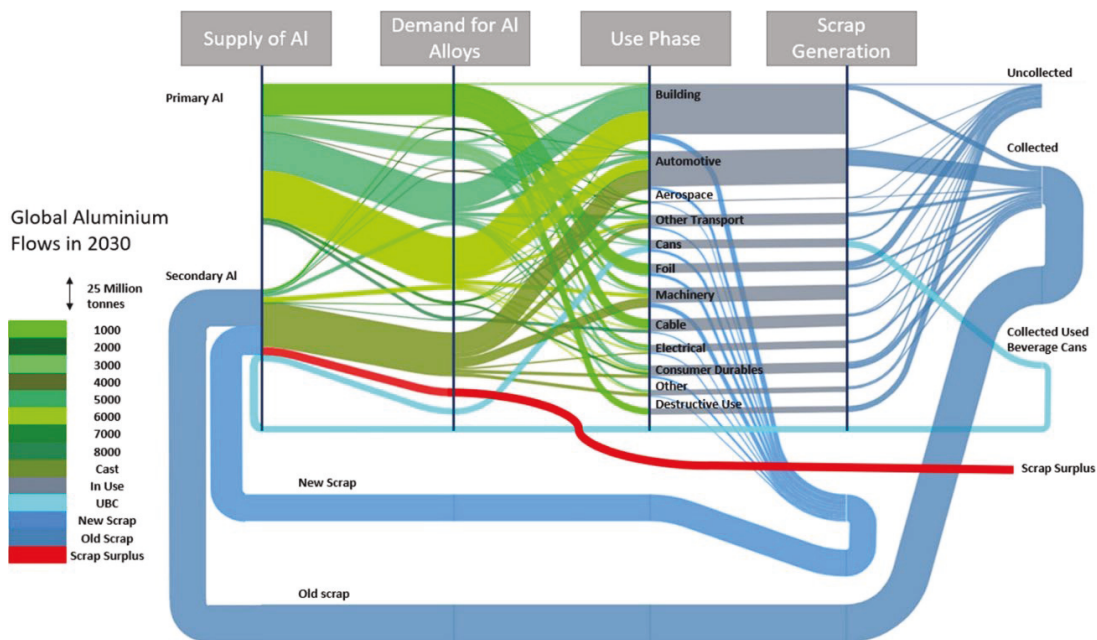 Supply of Al
Demand for Al
Alloys
Use Phase
Scrap
Generation
Primary Al
Secondary Al
Building
Automotive
Aerospace
Other Transport
Cans
Foil
Machinery
Cable
Electrical
Consumer Durables
Other
Destructive Use
Uncollected
Collected
Collected Used
Beverage Cans
Scrap Surplus
New Scrap
Old scrap
Global Aluminium
Flows in 2030
25 Million
tonnes
1000
2000
3000
4000
5000
6000
7000
8000
Cast
In Use
UBC
New Scrap
Old Scrap
Scrap Surplus